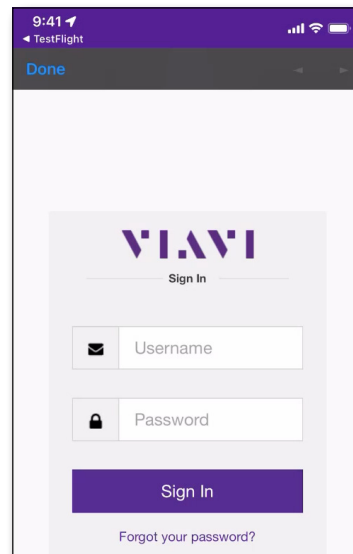 9:41
◄ TestFlight
Done
VIAVI
Sign In
Username
Password
Sign In
Forgot your password?